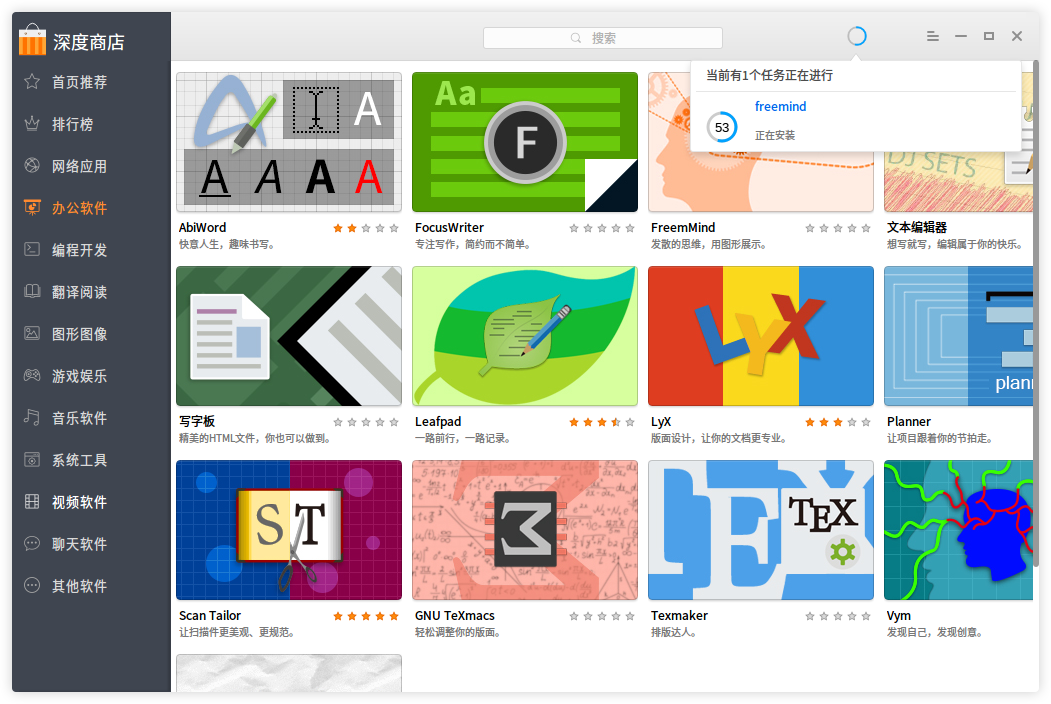 深度商店
搜索
首页推荐
排行榜
网络应用
办公软件
编程开发
翻译阅读
图形图像
游戏娱乐
音乐软件
系统工具
视频软件
聊天软件
其他软件
当前有1个任务正在进行
53
freemind
正在安装
A
A A A A
Aa
F
DJ SETS
AbiWord
快意人生，趣味书写。
FocusWriter
专注写作，简约而不简单。
FreeMind
发散的思维，用图形展示。
文本编辑器
想写就写，编辑属于你的快乐。
LYX
写字板
精美的HTML文件，你也可以做到。
Leafpad
一路前行，一路记录。
LyX
版面设计，让你的文档更专业。
Planner
让项目跟着你的节拍走。
ST
TEX
Scan Tailor
让扫描件更美观、更规范。
GNU TeXmacs
轻松调整你的版面。
Texmaker
排版达人。
Vym
发现自己，发现创意。